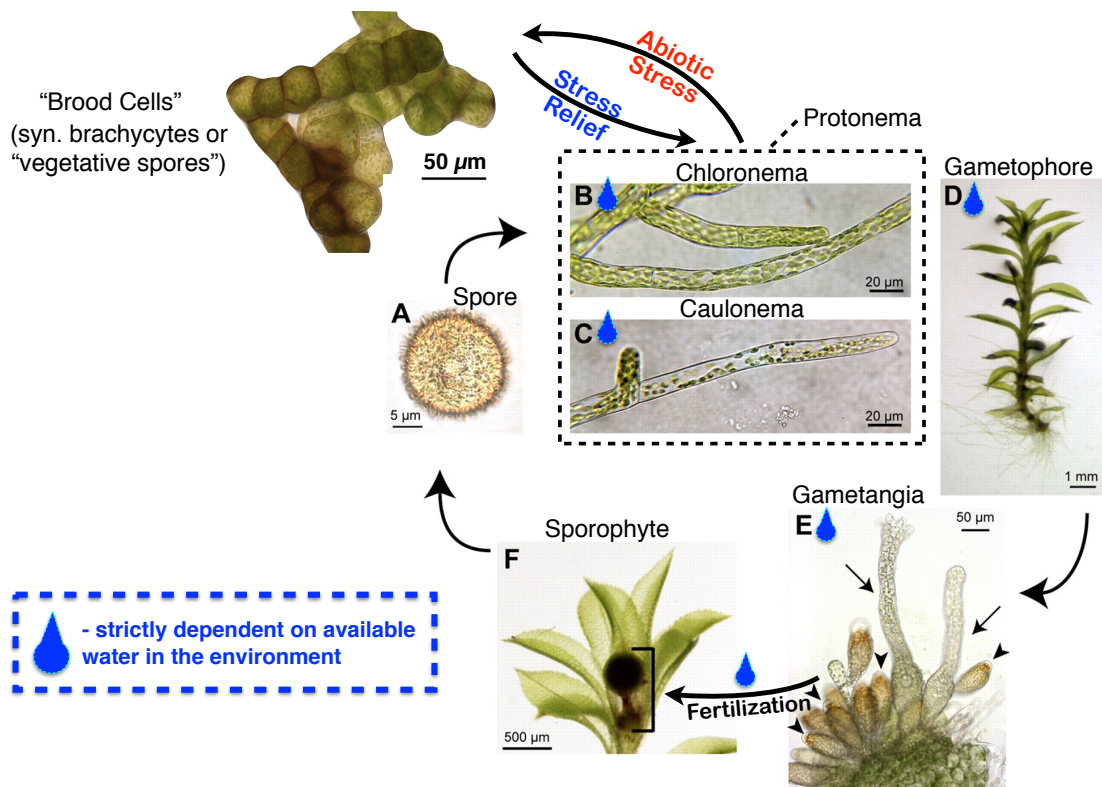 “Brood Cells”
(syn. brachycytes or
“vegetative spores”)
50 µm
Abiotic
Stress
Stress
Relief
Protonema
Chloronema
B
20 µm
Caulonema
C
20 µm
Gametophore
D
1 mm
Spore
A
5 µm
Gametangia
E
50 µm
Sporophyte
F
500 µm
Fertilization
- strictly dependent on available
water in the environment